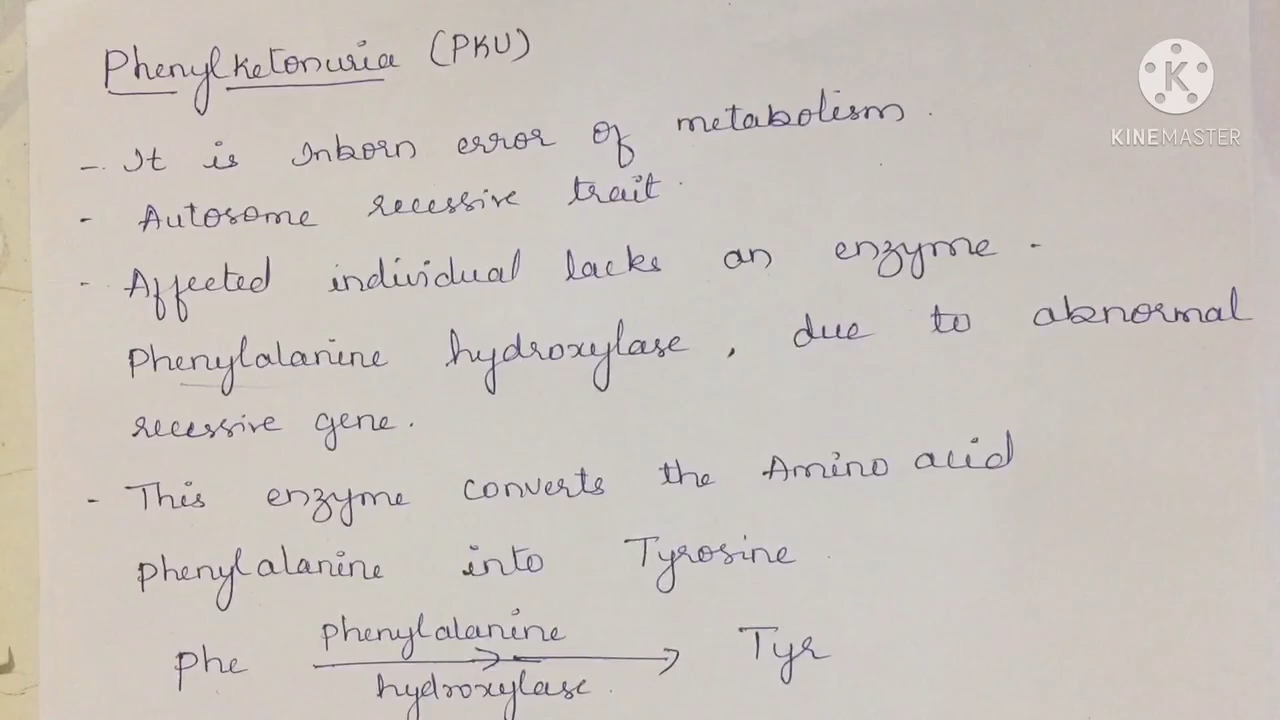 Phenylketonuria (PKU)
K
KINEMASTER
- It is Inborn error of metabolism.
- Autosome recessive trait.
- Affected individual lacks an enzyme -
phenylalanine hydroxylase, due to abnormal
recessive gene.
- This enzyme converts the Amino acid
phenylalanine into Tyrosine
phe phenylalanine Tyr
hydroxylase.